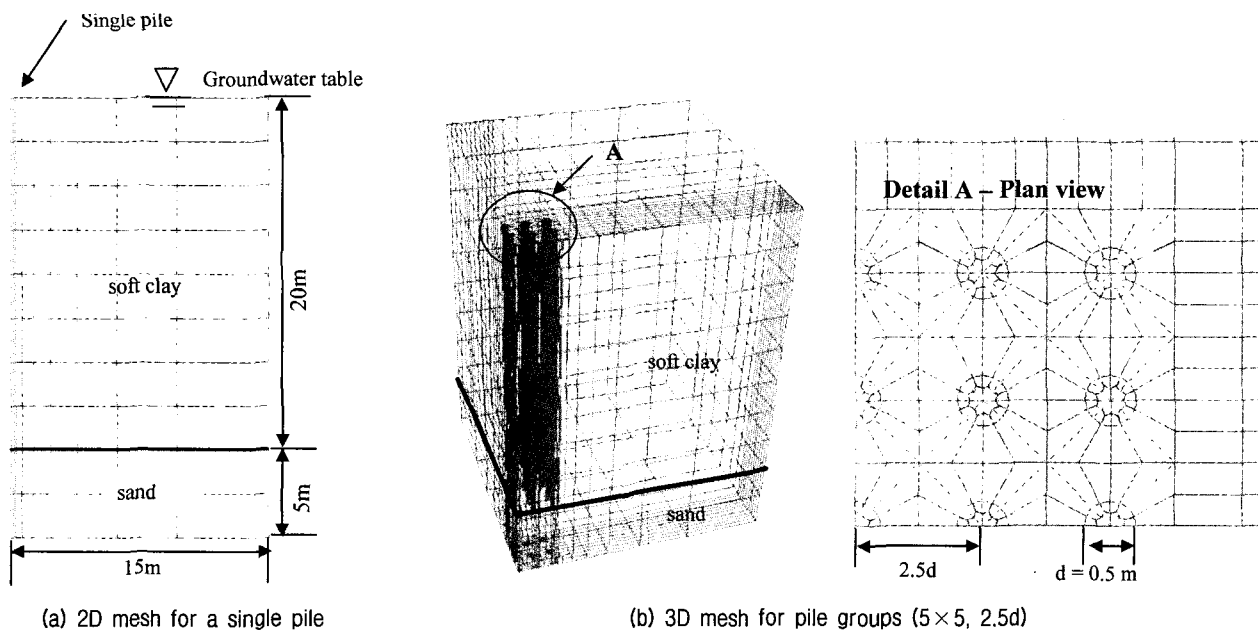 Single pile
Groundwater table
soft clay
20m
sand
5m
15m
(a) 2D mesh for a single pile
A
soft clay
sand
Detail A – Plan view
2.5d
d = 0.5 m
(b) 3D mesh for pile groups (5×5, 2.5d)